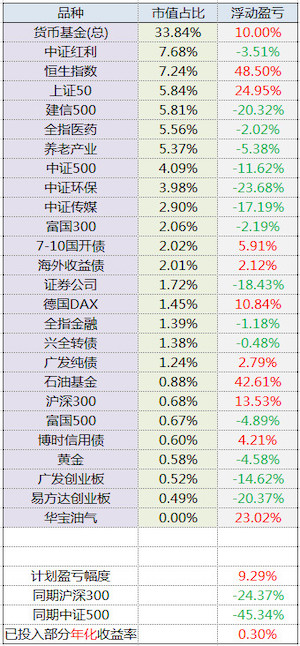 品种 市值占比 浮动盈亏
货币基金(总) 33.84% 10.00%
中证红利 7.68% -3.51%
恒生指数 7.24% 48.50%
上证50 5.84% 24.95%
建信500 5.81% -20.32%
全指医药 5.56% -2.02%
养老产业 5.37% -5.38%
中证500 4.09% -11.62%
中证环保 3.98% -23.68%
中证传媒 2.90% -17.19%
富国300 2.06% -2.19%
7-10国开债 2.02% 5.91%
海外收益债 2.01% 2.12%
证券公司 1.72% -18.43%
德国DAX 1.45% 10.84%
全指金融 1.39% -1.18%
兴全转债 1.38% -0.48%
广发纯债 1.24% 2.79%
石油基金 0.88% 42.61%
沪深300 0.68% 13.53%
富国500 0.67% -4.89%
博时信用债 0.60% 4.21%
黄金 0.58% -4.58%
广发创业板 0.52% -14.62%
易方达创业板 0.49% -20.37%
华宝油气 0.00% 23.02%
计划盈亏幅度 9.29%
同期沪深300 -24.37%
同期中证500 -45.34%
已投入部分年化收益率 0.30%